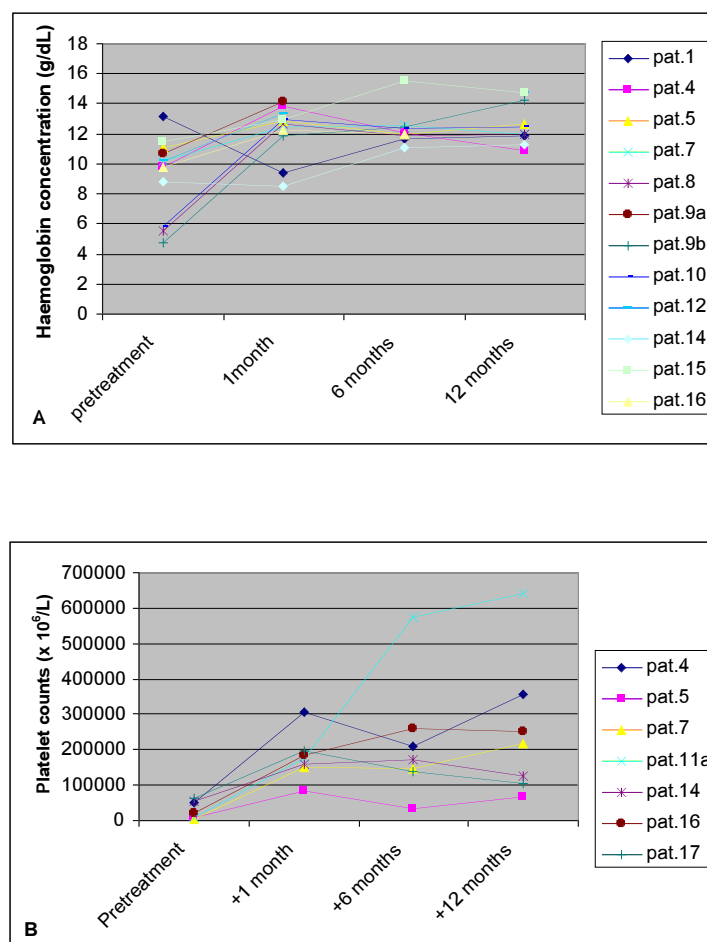 Haemoglobin concentration (g/dL)
18
16
14
12
10
8
6
4
2
0
pretreatment
1month
6 months
12 months
A
pat.1
pat.4
pat.5
pat.7
pat.8
pat.9a
pat.9b
pat.10
pat.12
pat.14
pat.15
pat.16
Platelet counts (x 10⁶/L)
700000
600000
500000
400000
300000
200000
100000
0
Pretreatment
+1 month
+6 months
+12 months
B
pat.4
pat.5
pat.7
pat.11a
pat.14
pat.16
pat.17